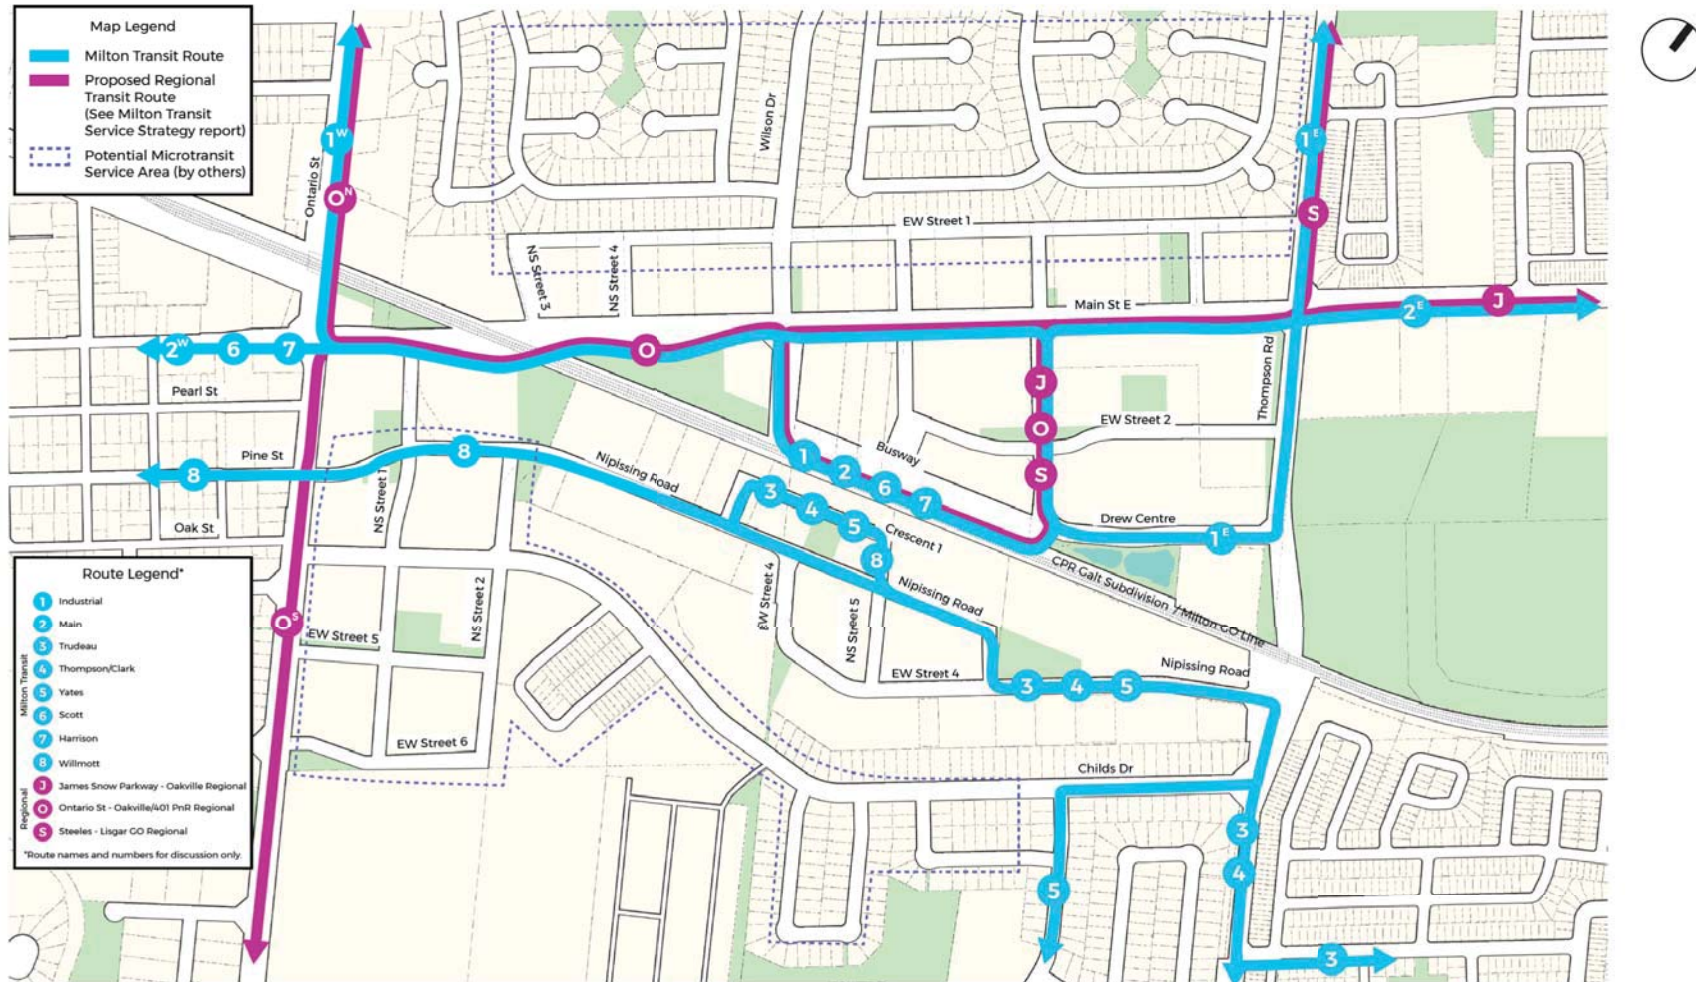 Map Legend
Milton Transit Route
Proposed Regional
Transit Route
(See Milton Transit
Service Strategy report)
Potential Microtransit
Service Area (by others)
Ontario St
1W
ON
Wilson Dr
1E
S
EW Street 1
NS Street 3
NS Street 4
Main St E
2E
J
2W
6
7
O
Pearl St
J
O
S
EW Street 2
Thompson Rd
Pine St
8
8
NS Street 1
Nipissing Road
Busway
1
2
6
7
3
4
5
8
Crescent 1
Oak St
Drew Centre
1E
CPR Galt Subdivision / Milton GO Line
Nipissing Road
EW Street 4
NS Street 5
NS Street 2
OS
EW Street 5
EW Street 4
Nipissing Road
3
4
5
EW Street 6
Childs Dr
3
4
5
3
Route Legend*
Milton Transit
1 Industrial
2 Main
3 Trudeau
4 Thompson/Clark
5 Yates
6 Scott
7 Harrison
8 Willmott
Regional
J James Snow Parkway - Oakville Regional
O Ontario St - Oakville/401 PnR Regional
S Steeles - Lisgar GO Regional
*Route names and numbers for discussion only.